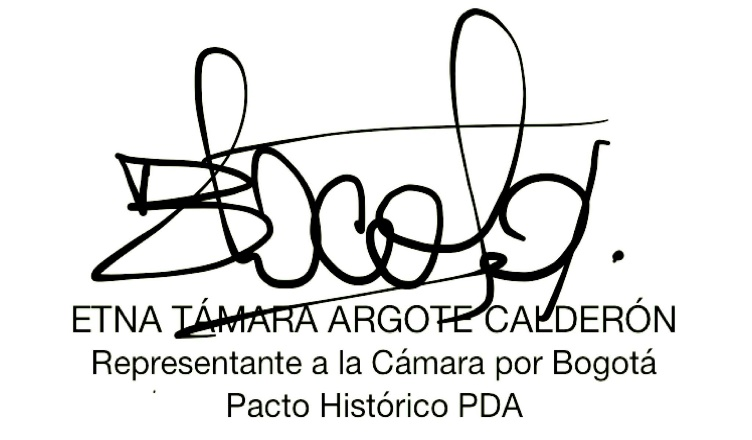 ETNA TÁMARA ARGOTE CALDERÓN
Representante a la Cámara por Bogotá
Pacto Histórico PDA